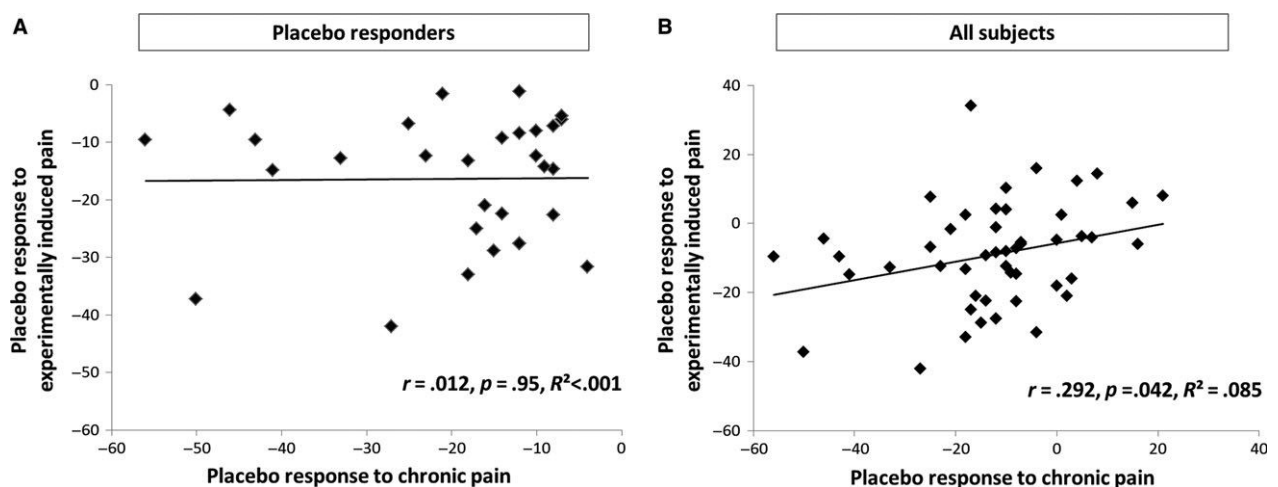 A
Placebo responders
Placebo response to
experimentally induced pain
0
−10
−20
−30
−40
−50
−60
r = .012, p = .95, R²<.001
−60 −50 −40 −30 −20 −10 0
Placebo response to chronic pain
B
All subjects
Placebo response to
experimentally induced pain
40
20
0
−20
−40
−60
r = .292, p =.042, R² = .085
−60 −40 −20 0 20 40
Placebo response to chronic pain